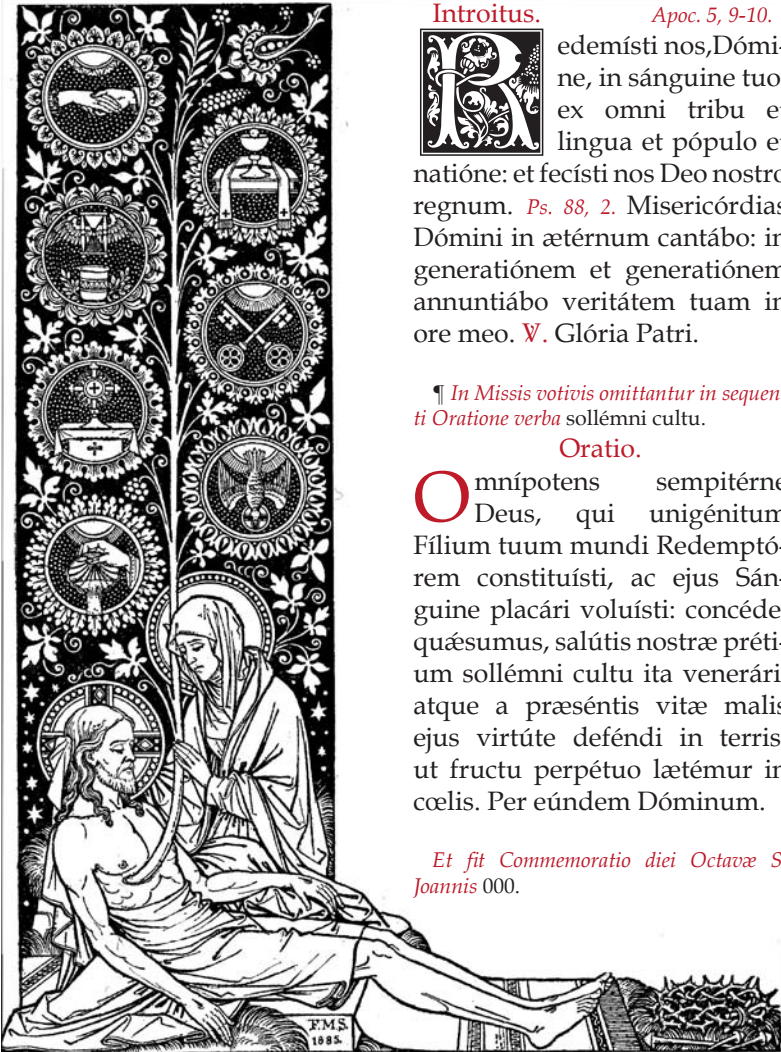 Introitus. Apoc. 5, 9-10.
Redemísti nos,Dómi-
ne, in sánguine tuo,
ex omni tribu et
lingua et pópulo et
natióne: et fecísti nos Deo nostro
regnum. Ps. 88, 2. Misericórdias
Dómini in ætérnum cantábo: in
generatiónem et generatiónem
annuntiábo veritátem tuam in
ore meo. ℣. Glória Patri.
¶ In Missis votivis omittantur in sequen-
ti Oratione verba sollémni cultu.
Oratio.
Omnípotens sempitérne
Deus, qui unigénitum
Fílium tuum mundi Redemptó-
rem constituísti, ac ejus Sán-
guine placári voluísti: concéde,
quǽsumus, salútis nostræ préti-
um sollémni cultu ita venerári,
atque a præséntis vitæ malis
ejus virtúte deféndi in terris,
ut fructu perpétuo lætémur in
cœlis. Per eúndem Dóminum.
Et fit Commemoratio diei Octavæ S.
Joannis 000.
F.M.S.